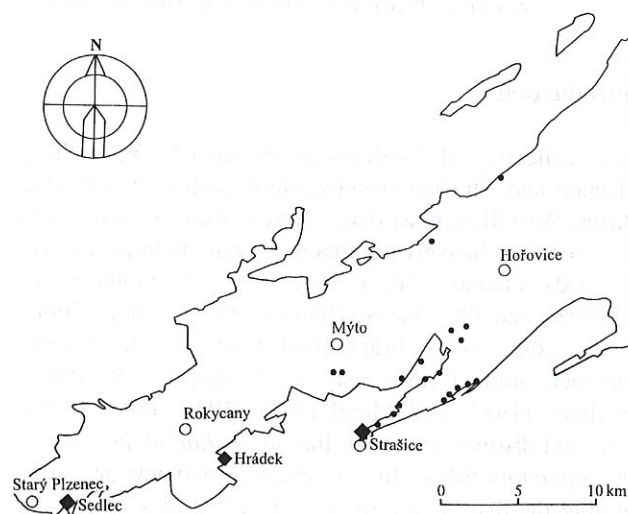 N
Hořovice
Mýto
Rokycany
Strašice
Hrádek
Starý Plzenec
Sedlec
0 5 10 km